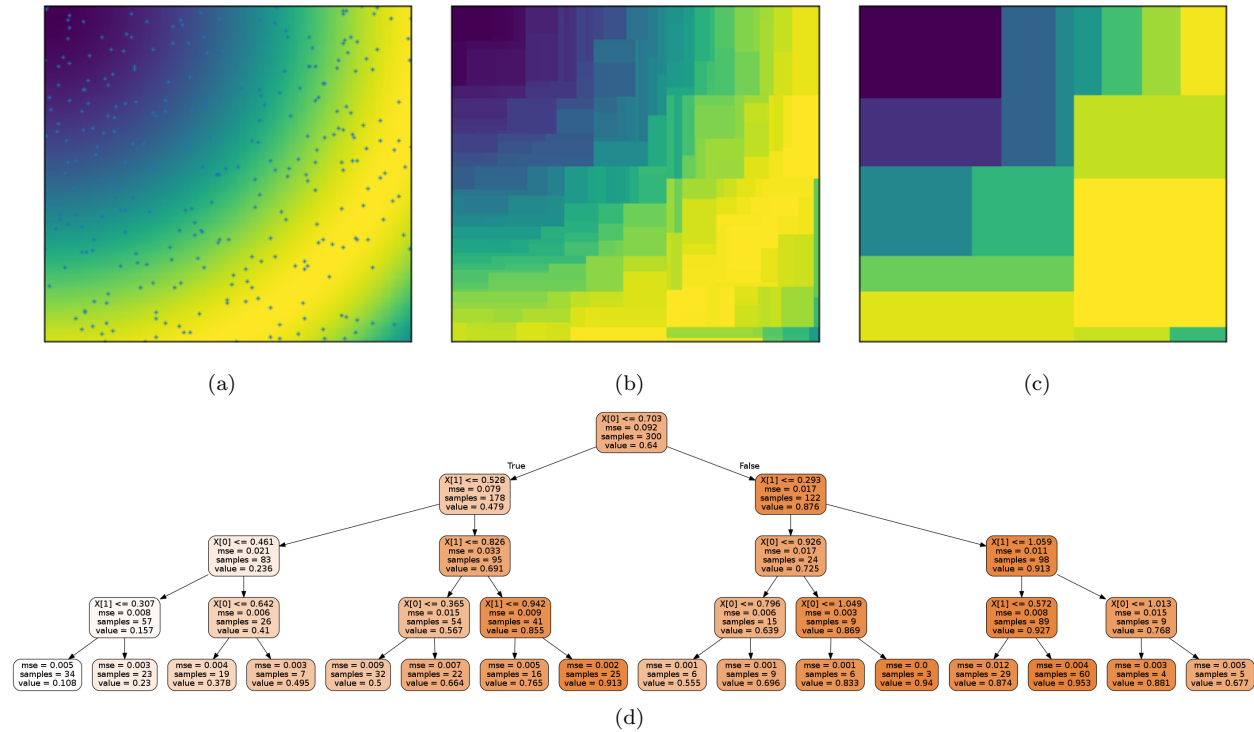 (a)
(b)
(c)
X[0] <= 0.703
mse = 0.092
samples = 300
value = 0.64
True
False
X[1] <= 0.528
mse = 0.079
samples = 178
value = 0.479
X[1] <= 0.293
mse = 0.017
samples = 122
value = 0.876
X[0] <= 0.461
mse = 0.021
samples = 83
value = 0.236
X[1] <= 0.826
mse = 0.033
samples = 95
value = 0.691
X[0] <= 0.926
mse = 0.017
samples = 24
value = 0.725
X[1] <= 1.059
mse = 0.011
samples = 98
value = 0.913
X[1] <= 0.307
mse = 0.008
samples = 57
value = 0.157
X[0] <= 0.642
mse = 0.006
samples = 26
value = 0.41
X[0] <= 0.365
mse = 0.015
samples = 54
value = 0.567
X[1] <= 0.942
mse = 0.009
samples = 41
value = 0.855
X[0] <= 0.796
mse = 0.006
samples = 15
value = 0.639
X[0] <= 1.049
mse = 0.003
samples = 9
value = 0.869
X[1] <= 0.572
mse = 0.008
samples = 89
value = 0.927
X[0] <= 1.013
mse = 0.015
samples = 9
value = 0.768
mse = 0.005
samples = 34
value = 0.108
mse = 0.003
samples = 23
value = 0.23
mse = 0.004
samples = 19
value = 0.378
mse = 0.003
samples = 7
value = 0.495
mse = 0.009
samples = 32
value = 0.5
mse = 0.007
samples = 22
value = 0.664
mse = 0.005
samples = 16
value = 0.765
mse = 0.002
samples = 25
value = 0.913
mse = 0.001
samples = 6
value = 0.555
mse = 0.001
samples = 9
value = 0.696
mse = 0.001
samples = 6
value = 0.833
mse = 0.0
samples = 3
value = 0.94
mse = 0.012
samples = 29
value = 0.874
mse = 0.004
samples = 60
value = 0.953
mse = 0.003
samples = 4
value = 0.881
mse = 0.005
samples = 5
value = 0.677
(d)